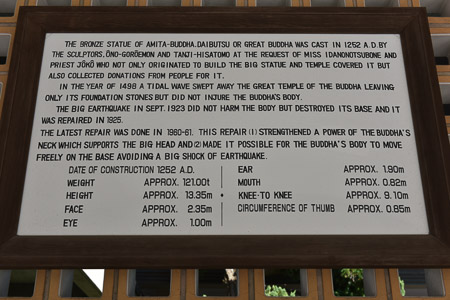 THE BRONZE STATUE OF AMITA-BUDDHA.DAIBUTSU OR GREAT BUDDHA WAS CAST IN 1252 A.D.BY
THE SCULPTORS, ŌNO-GORŌEMON AND TANJI-HISATOMO AT THE REQUEST OF MISS IDANONOTSUBONE AND
PRIEST JŌKŌ WHO NOT ONLY ORIGINATED TO BUILD THE BIG STATUE AND TEMPLE COVERED IT BUT
ALSO COLLECTED DONATIONS FROM PEOPLE FOR IT.
IN THE YEAR OF 1498 A TIDAL WAVE SWEPT AWAY THE GREAT TEMPLE OF THE BUDDHA LEAVING
ONLY ITS FOUNDATION STONES BUT DID NOT INJURE THE BUDDHA'S BODY.
THE BIG EARTHQUAKE IN SEPT. 1923 DID NOT HARM THE BODY BUT DESTROYED ITS BASE AND IT
WAS REPAIRED IN 1925.
THE LATEST REPAIR WAS DONE IN 1960-61. THIS REPAIR (1) STRENGTHENED A POWER OF THE BUDDHA'S
NECK WHICH SUPPORTS THE BIG HEAD AND (2) MADE IT POSSIBLE FOR THE BUDDHA'S BODY TO MOVE
FREELY ON THE BASE AVOIDING A BIG SHOCK OF EARTHQUAKE.
DATE OF CONSTRUCTION 1252 A.D.
WEIGHT APPROX. 121.00t
HEIGHT APPROX. 13.35m
FACE APPROX. 2.35m
EYE APPROX. 1.00m
EAR APPROX. 1.90m
MOUTH APPROX. 0.82m
KNEE-TO KNEE APPROX. 9.10m
CIRCUMFERENCE OF THUMB APPROX. 0.85m